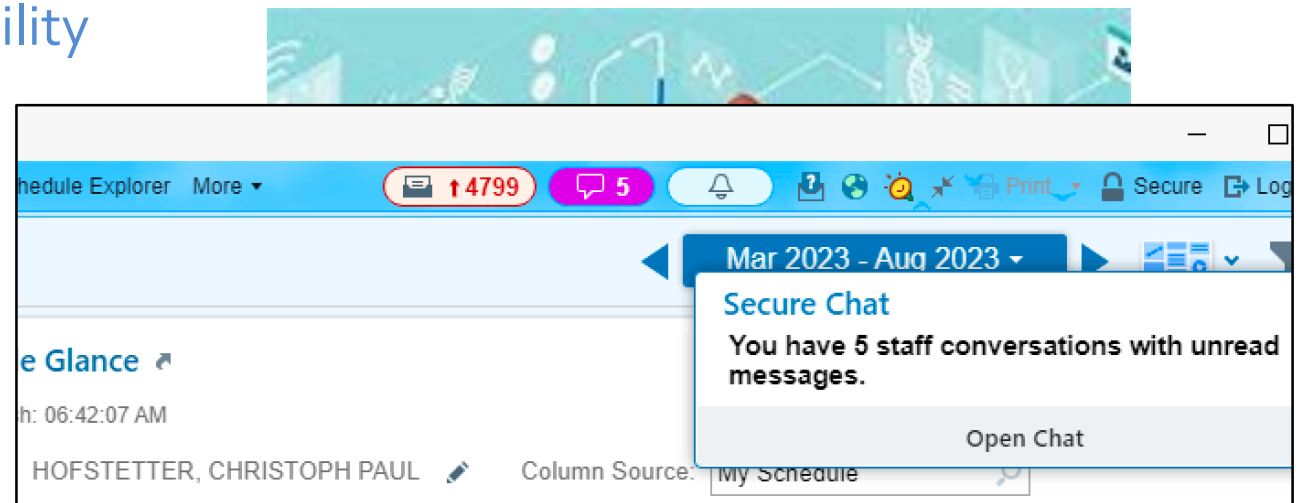 ility
hedule Explorer More
4799 5 Print Secure Log
Mar 2023 - Aug 2023
Secure Chat
You have 5 staff conversations with unread
messages.
e Glance
h: 06:42:07 AM
Open Chat
HOFSTETTER, CHRISTOPH PAUL Column Source: My Schedule